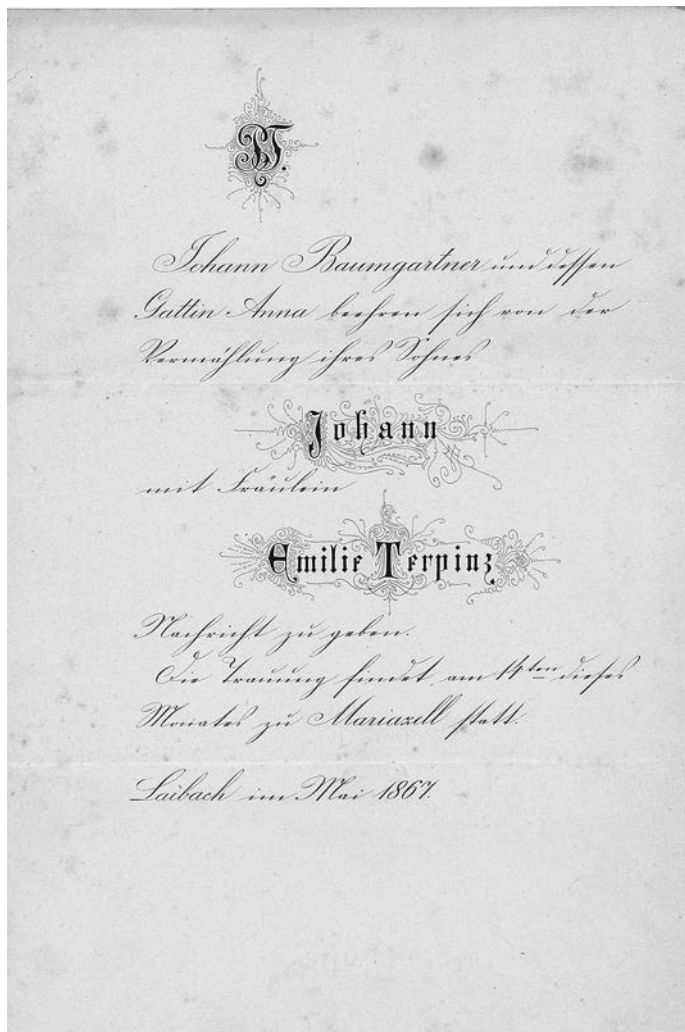 Johann Baumgartner und dessen
Gattin Anna beehren sich von der
Vermählung ihres Sohnes
Johann
mit Fräulein
Emilie Terpinz
Nachricht zu geben.
Die Trauung findet am 14ten dieses
Monates zu Mariazell statt.
Laibach im Mai 1867.